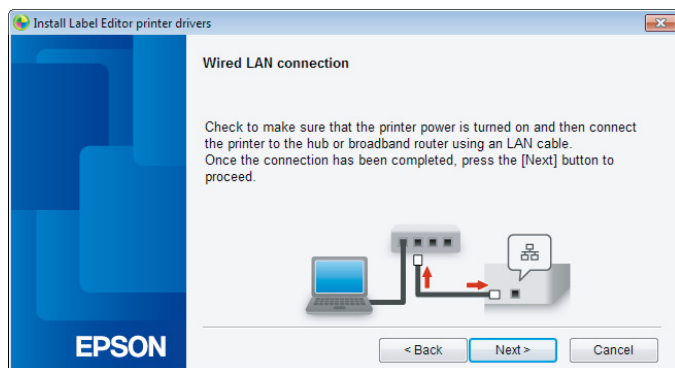 Install Label Editor printer drivers
Wired LAN connection
Check to make sure that the printer power is turned on and then connect
the printer to the hub or broadband router using an LAN cable.
Once the connection has been completed, press the [Next] button to
proceed.
EPSON
< Back
Next >
Cancel